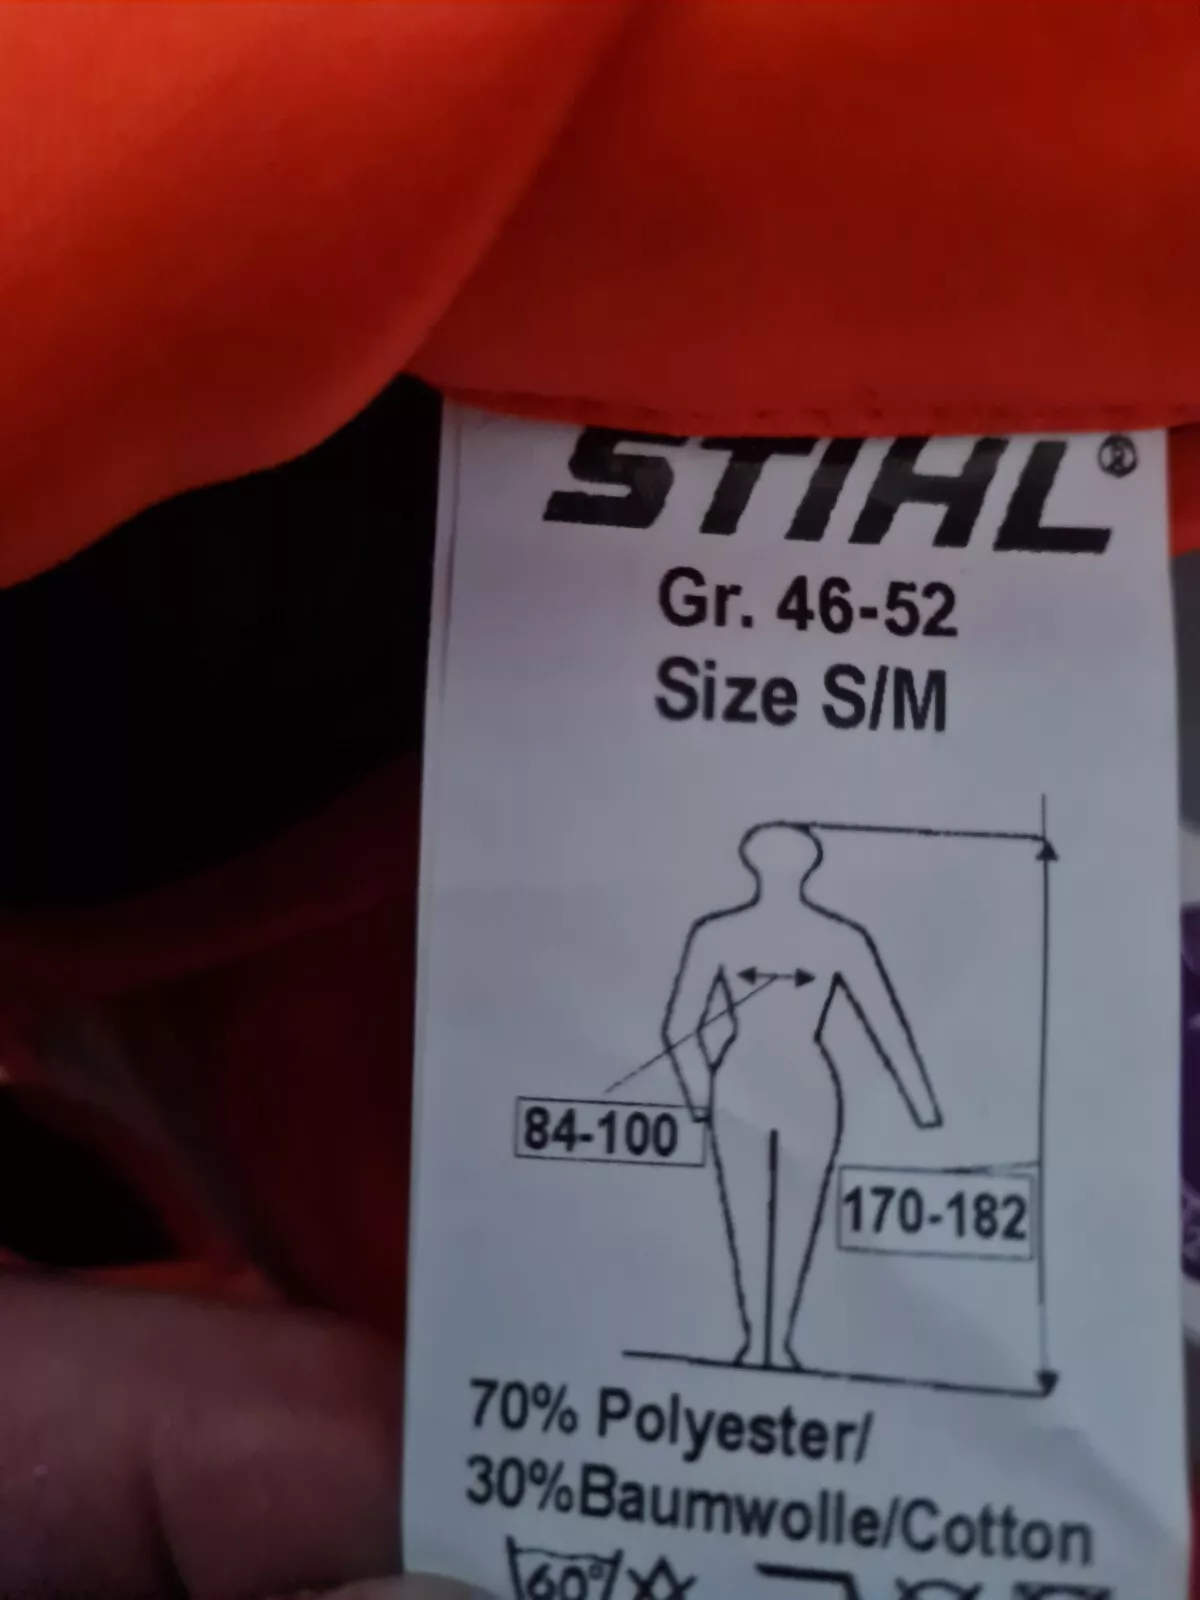 STIHL®
Gr. 46-52
Size S/M
84-100
170-182
70% Polyester/
30%Baumwolle/Cotton
60°